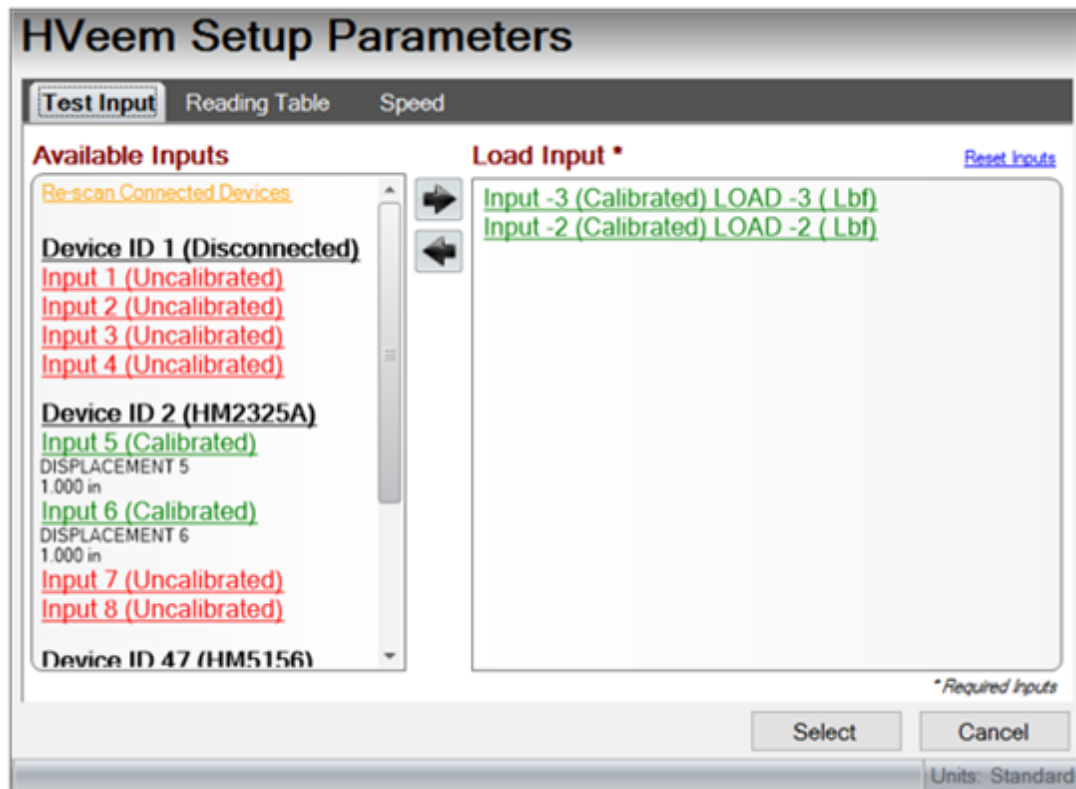 HVeem Setup Parameters
Test Input Reading Table Speed
Available Inputs
Re-scan Connected Devices
Device ID 1 (Disconnected)
Input 1 (Uncalibrated)
Input 2 (Uncalibrated)
Input 3 (Uncalibrated)
Input 4 (Uncalibrated)
Device ID 2 (HM2325A)
Input 5 (Calibrated)
DISPLACEMENT 5
1.000 in
Input 6 (Calibrated)
DISPLACEMENT 6
1.000 in
Input 7 (Uncalibrated)
Input 8 (Uncalibrated)
Device ID 47 (HM5156)
Load Input *
Reset Inputs
Input -3 (Calibrated) LOAD -3 ( Lbf)
Input -2 (Calibrated) LOAD -2 ( Lbf)
* Required Inputs
Select Cancel
Units: Standard